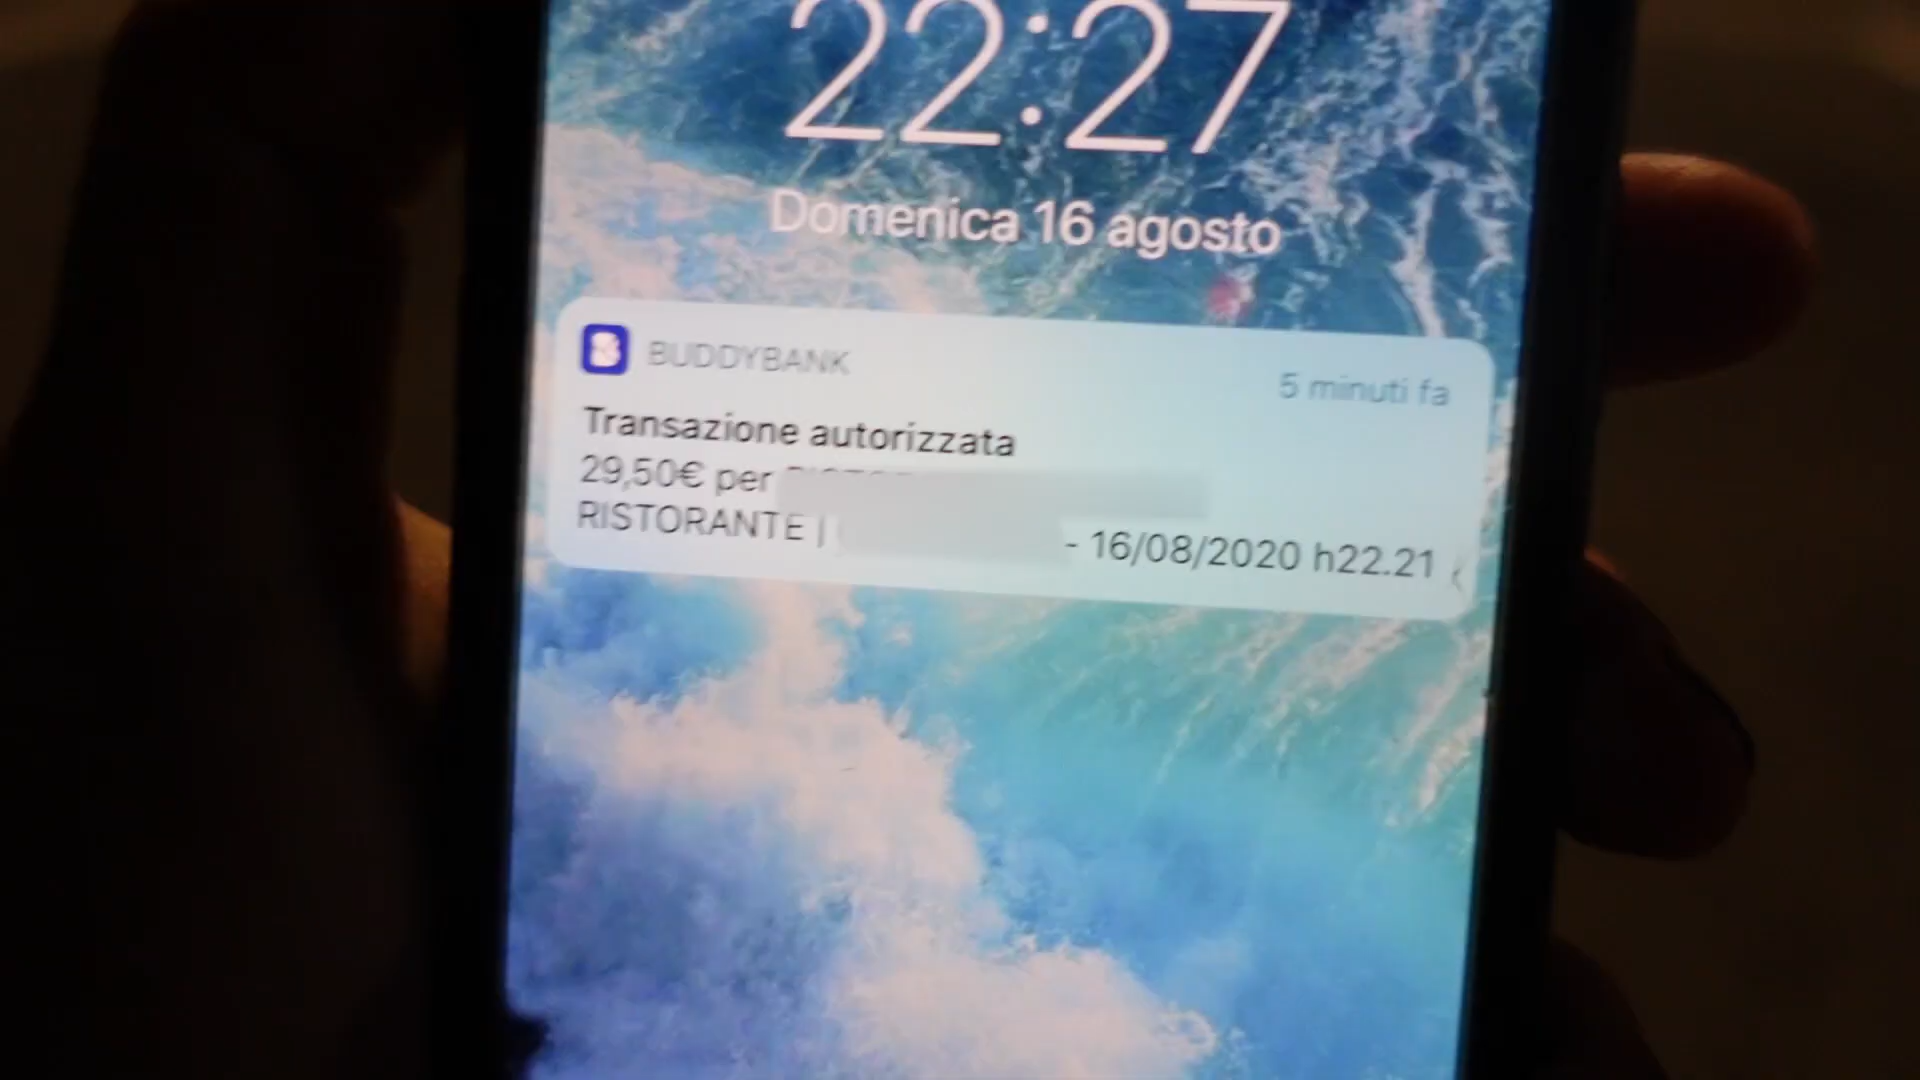 22:27
Domenica 16 agosto
BUDDYBANK
5 minuti fa
Transazione autorizzata
29,50€ per
RISTORANTE | - 16/08/2020 h22.21